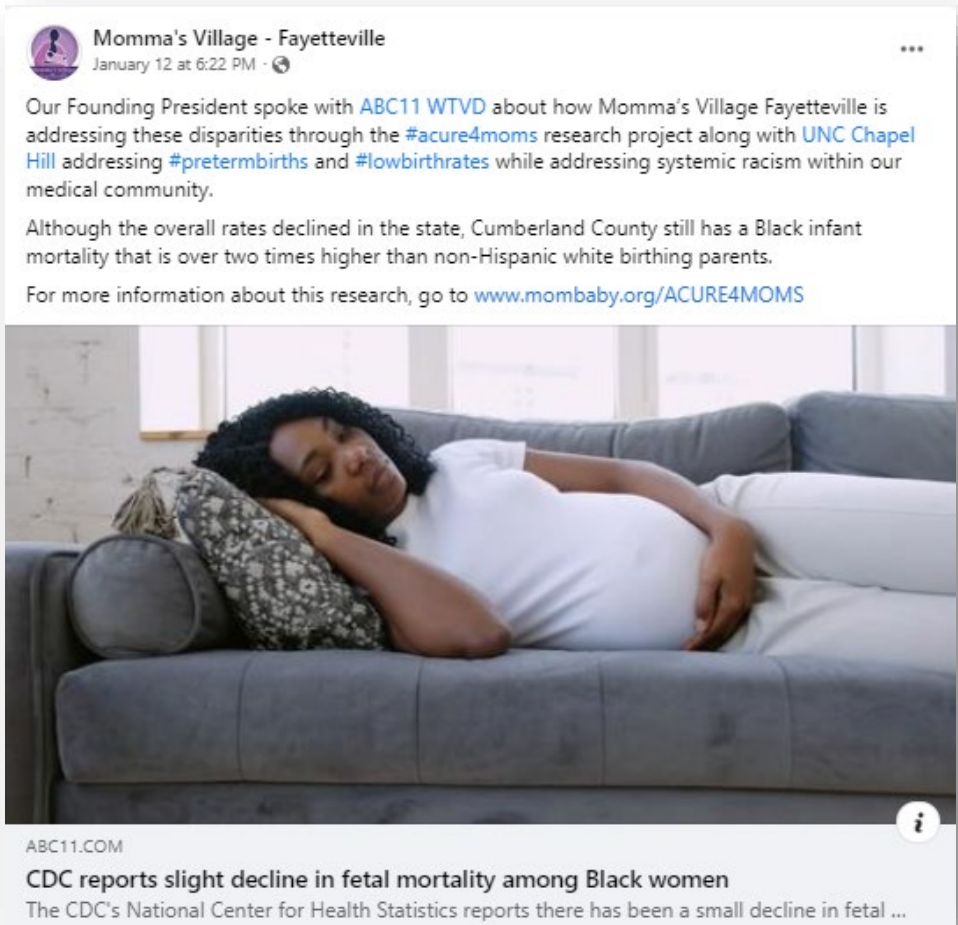 Momma's Village - Fayetteville
January 12 at 6:22 PM ·
Our Founding President spoke with ABC11 WTVD about how Momma's Village Fayetteville is
addressing these disparities through the #acure4moms research project along with UNC Chapel
Hill addressing #pretermbirths and #lowbirthrates while addressing systemic racism within our
medical community.
Although the overall rates declined in the state, Cumberland County still has a Black infant
mortality that is over two times higher than non-Hispanic white birthing parents.
For more information about this research, go to www.mombaby.org/ACURE4MOMS
ABC11.COM
CDC reports slight decline in fetal mortality among Black women
The CDC's National Center for Health Statistics reports there has been a small decline in fetal ...